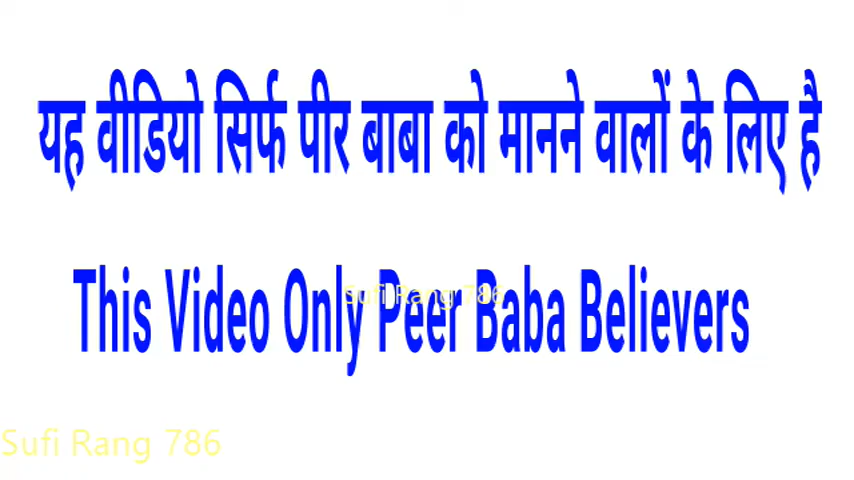 यह वीडियो सिर्फ पीर बाबा को मानने वालों के लिए है
This Video Only Peer Baba Believers
Sufi Rang 786
Sufi Rang 786